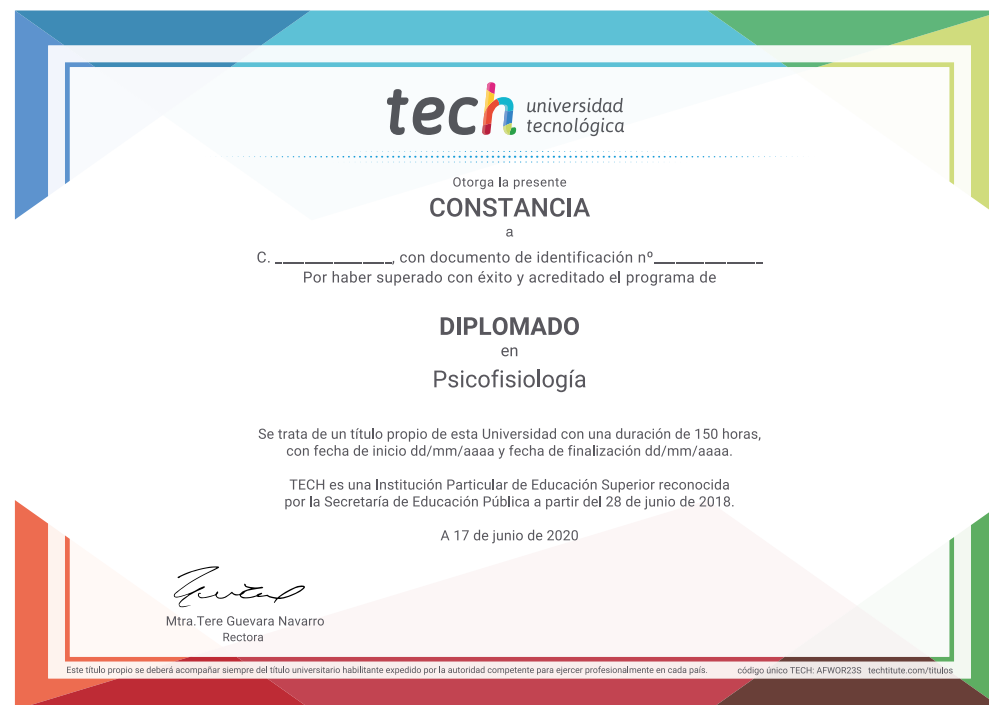 tech universidad
tecnológica
Otorga la presente
CONSTANCIA
a
C. ________________, con documento de identificación nº_______________
Por haber superado con éxito y acreditado el programa de
DIPLOMADO
en
Psicofisiología
Se trata de un título propio de esta Universidad con una duración de 150 horas,
con fecha de inicio dd/mm/aaaa y fecha de finalización dd/mm/aaaa.
TECH es una Institución Particular de Educación Superior reconocida
por la Secretaría de Educación Pública a partir del 28 de junio de 2018.
A 17 de junio de 2020
Mtra.Tere Guevara Navarro
Rectora
Este título propio se deberá acompañar siempre del título universitario habilitante expedido por la autoridad competente para ejercer profesionalmente en cada país. código único TECH: AFWOR23S techtitute.com/titulos